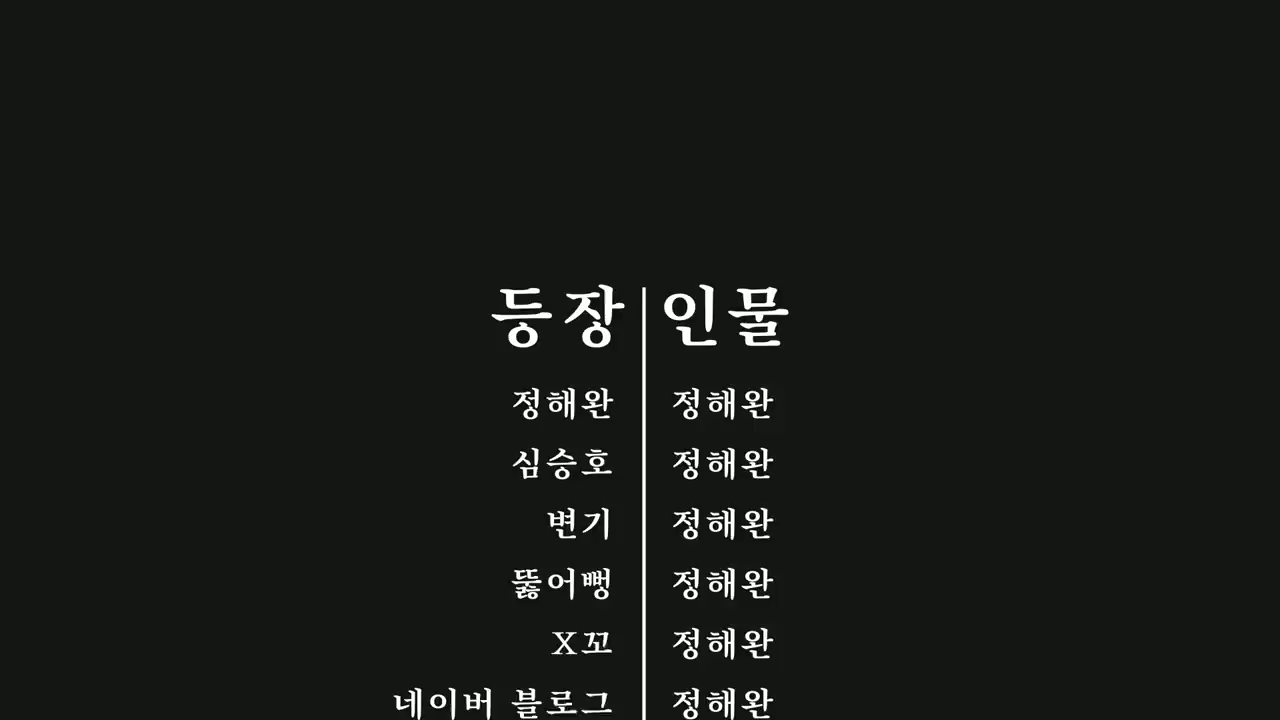 등장 인물
정해완 정해완
심승호 정해완
변기 정해완
뚫어뻥 정해완
X꼬 정해완
네이버 블로그 정해완